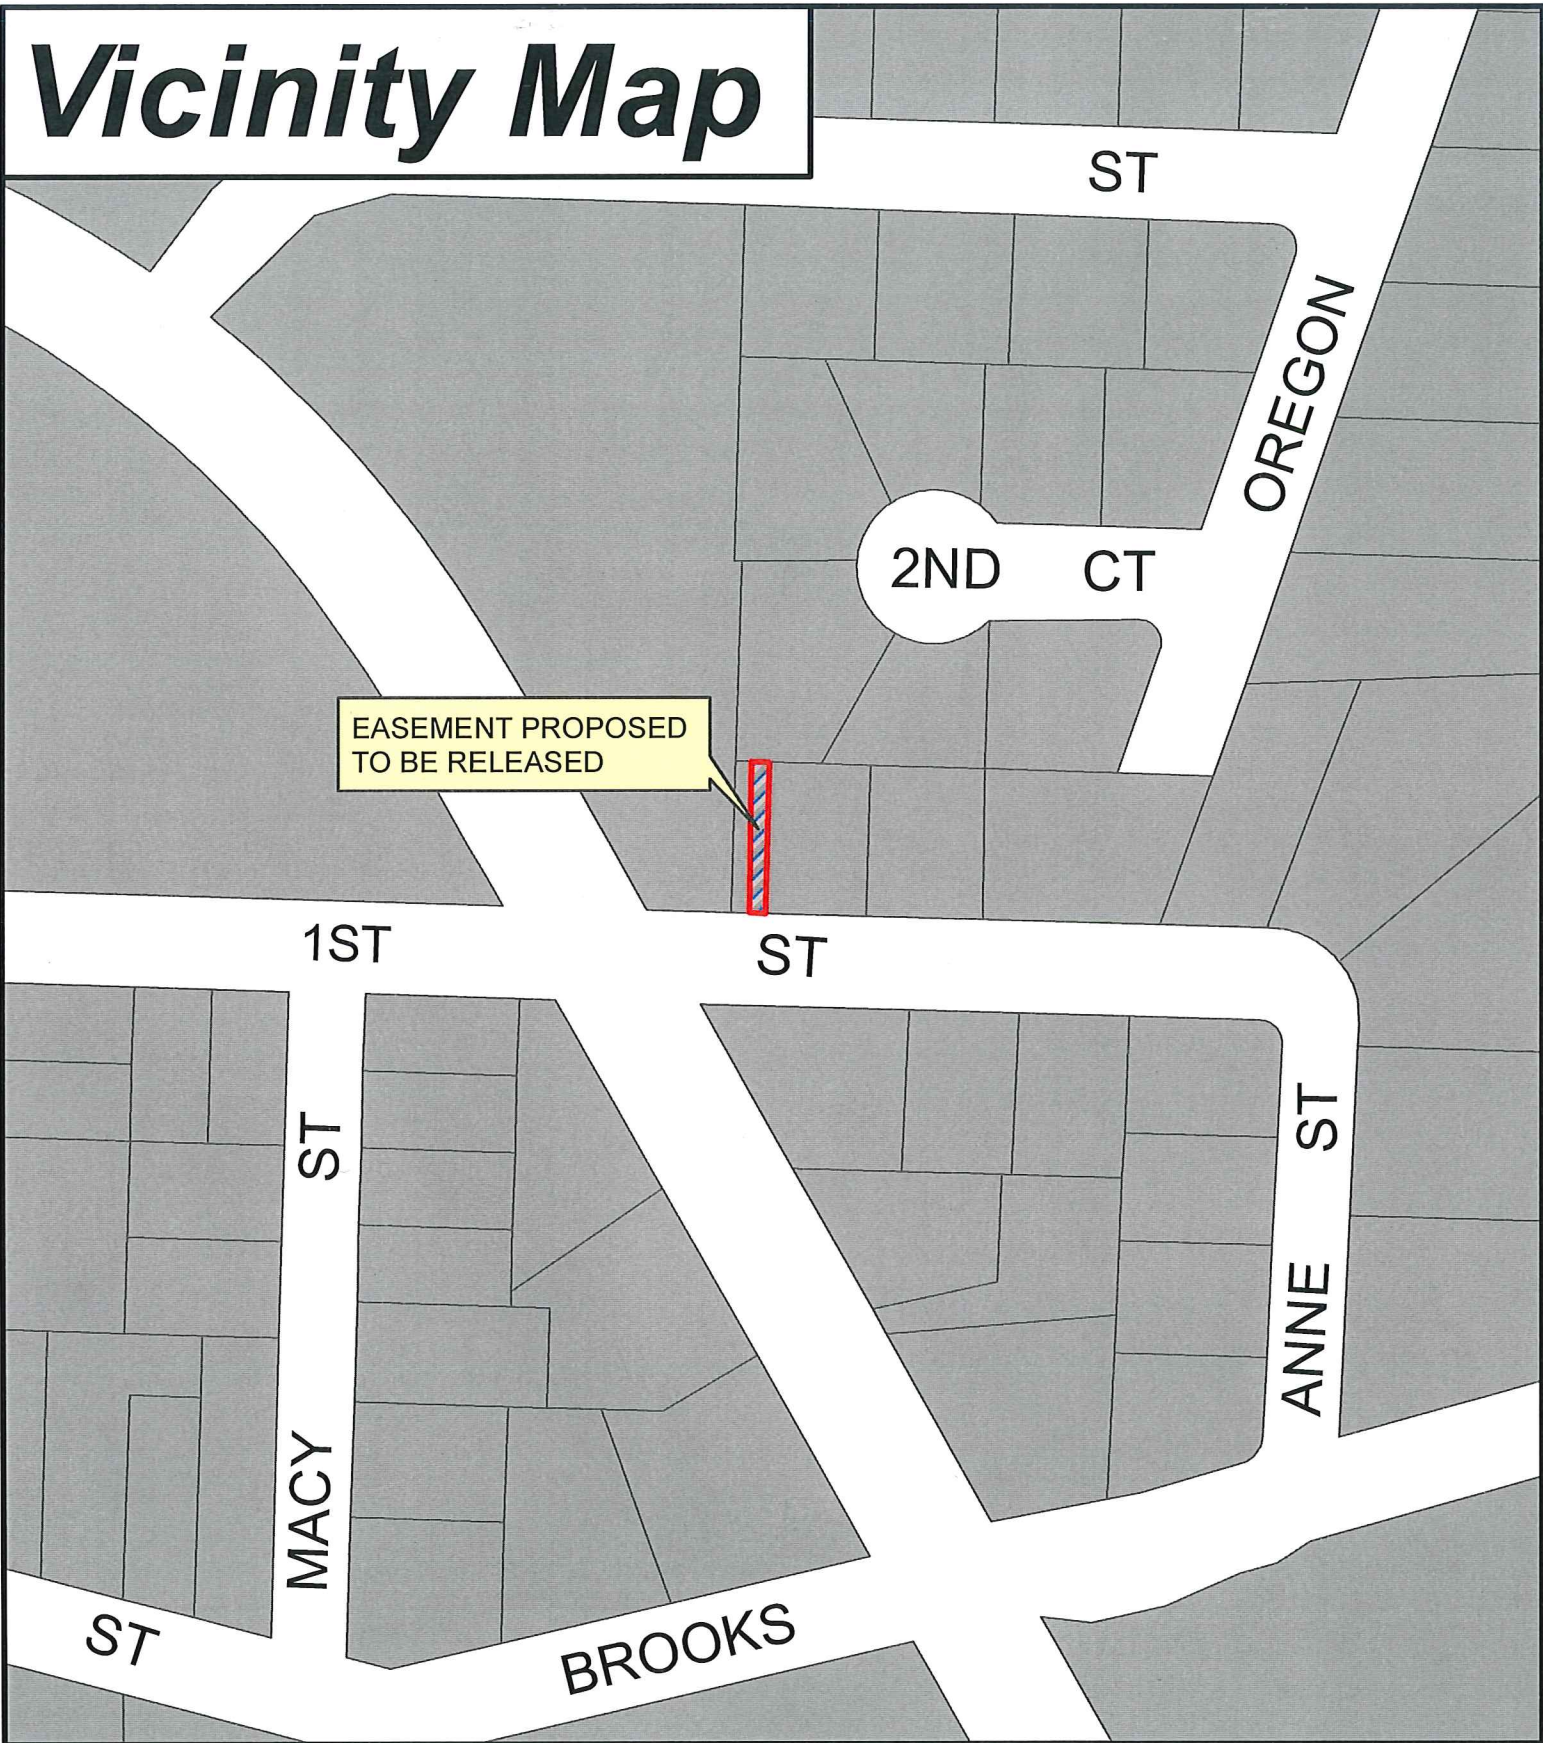 Vicinity Map
ST
OREGON
2ND CT
EASEMENT PROPOSED
TO BE RELEASED
1ST ST
MACY ST
ANNE ST
BROOKS
ST